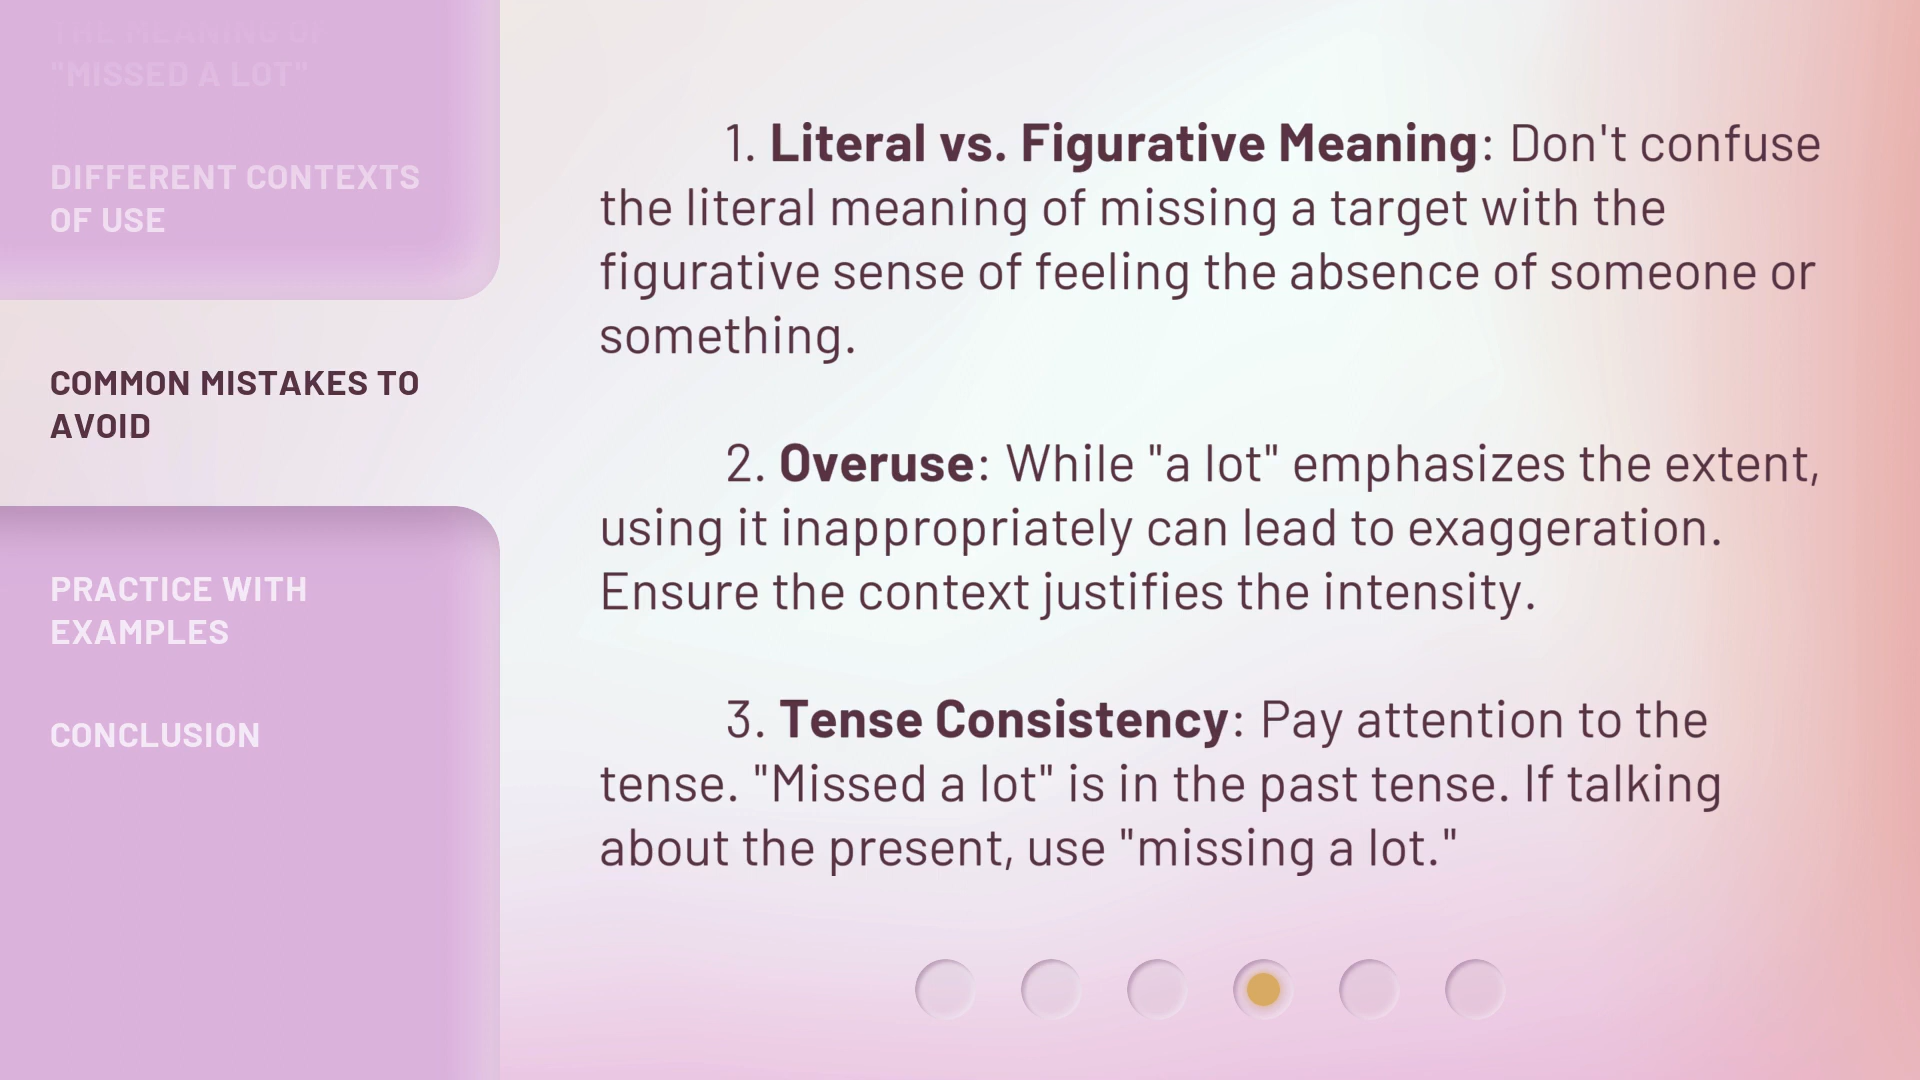 THE MEANING OF
"MISSED A LOT"
DIFFERENT CONTEXTS
OF USE
COMMON MISTAKES TO
AVOID
PRACTICE WITH
EXAMPLES
CONCLUSION
1. Literal vs. Figurative Meaning: Don't confuse
the literal meaning of missing a target with the
figurative sense of feeling the absence of someone or
something.
2. Overuse: While "a lot" emphasizes the extent,
using it inappropriately can lead to exaggeration.
Ensure the context justifies the intensity.
3. Tense Consistency: Pay attention to the
tense. "Missed a lot" is in the past tense. If talking
about the present, use "missing a lot."